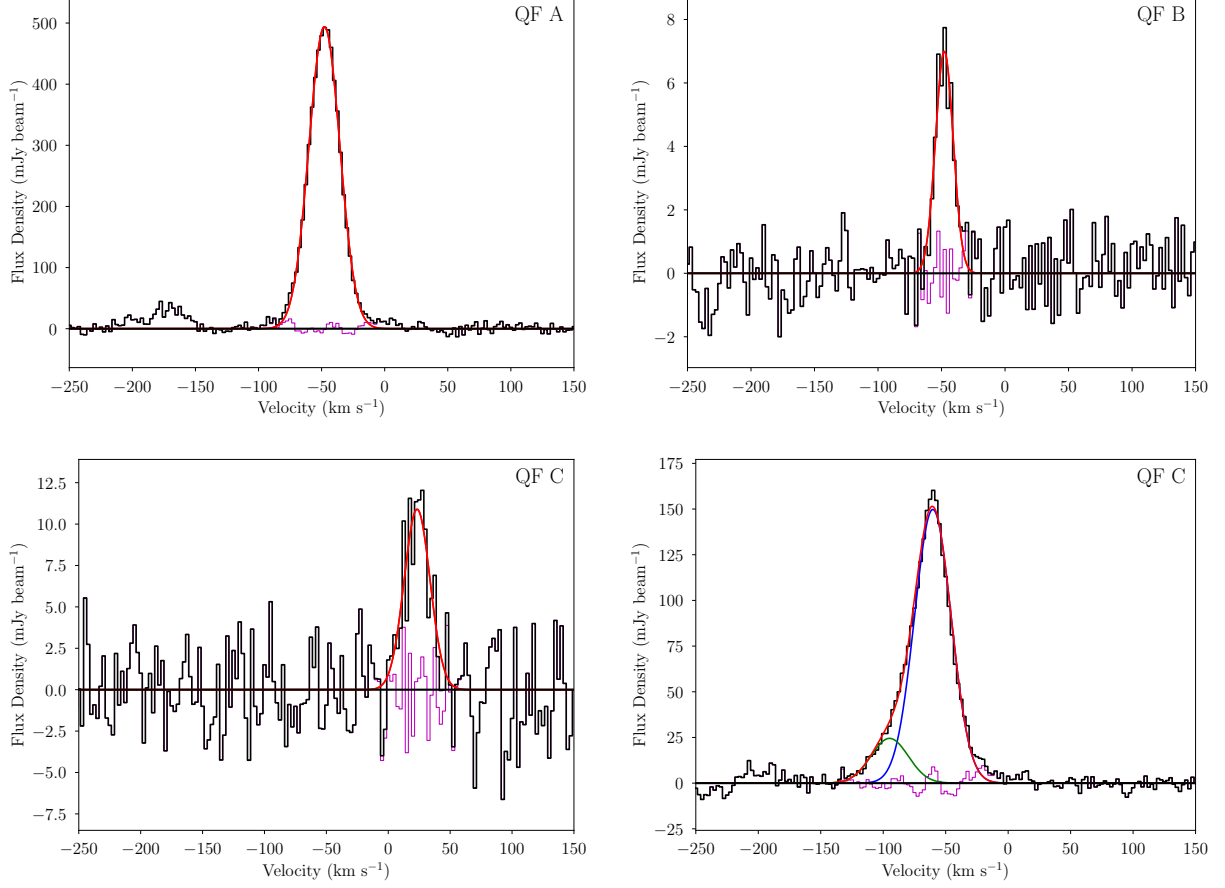 QF A
500
400
300
200
100
0
Flux Density (mJy beam⁻¹)
−250 −200 −150 −100 −50 0 50 100 150
Velocity (km s⁻¹)
QF B
8
6
4
2
0
−2
Flux Density (mJy beam⁻¹)
−250 −200 −150 −100 −50 0 50 100 150
Velocity (km s⁻¹)
QF C
12.5
10.0
7.5
5.0
2.5
0.0
−2.5
−5.0
−7.5
Flux Density (mJy beam⁻¹)
−250 −200 −150 −100 −50 0 50 100 150
Velocity (km s⁻¹)
QF C
175
150
125
100
75
50
25
0
−25
Flux Density (mJy beam⁻¹)
−250 −200 −150 −100 −50 0 50 100 150
Velocity (km s⁻¹)